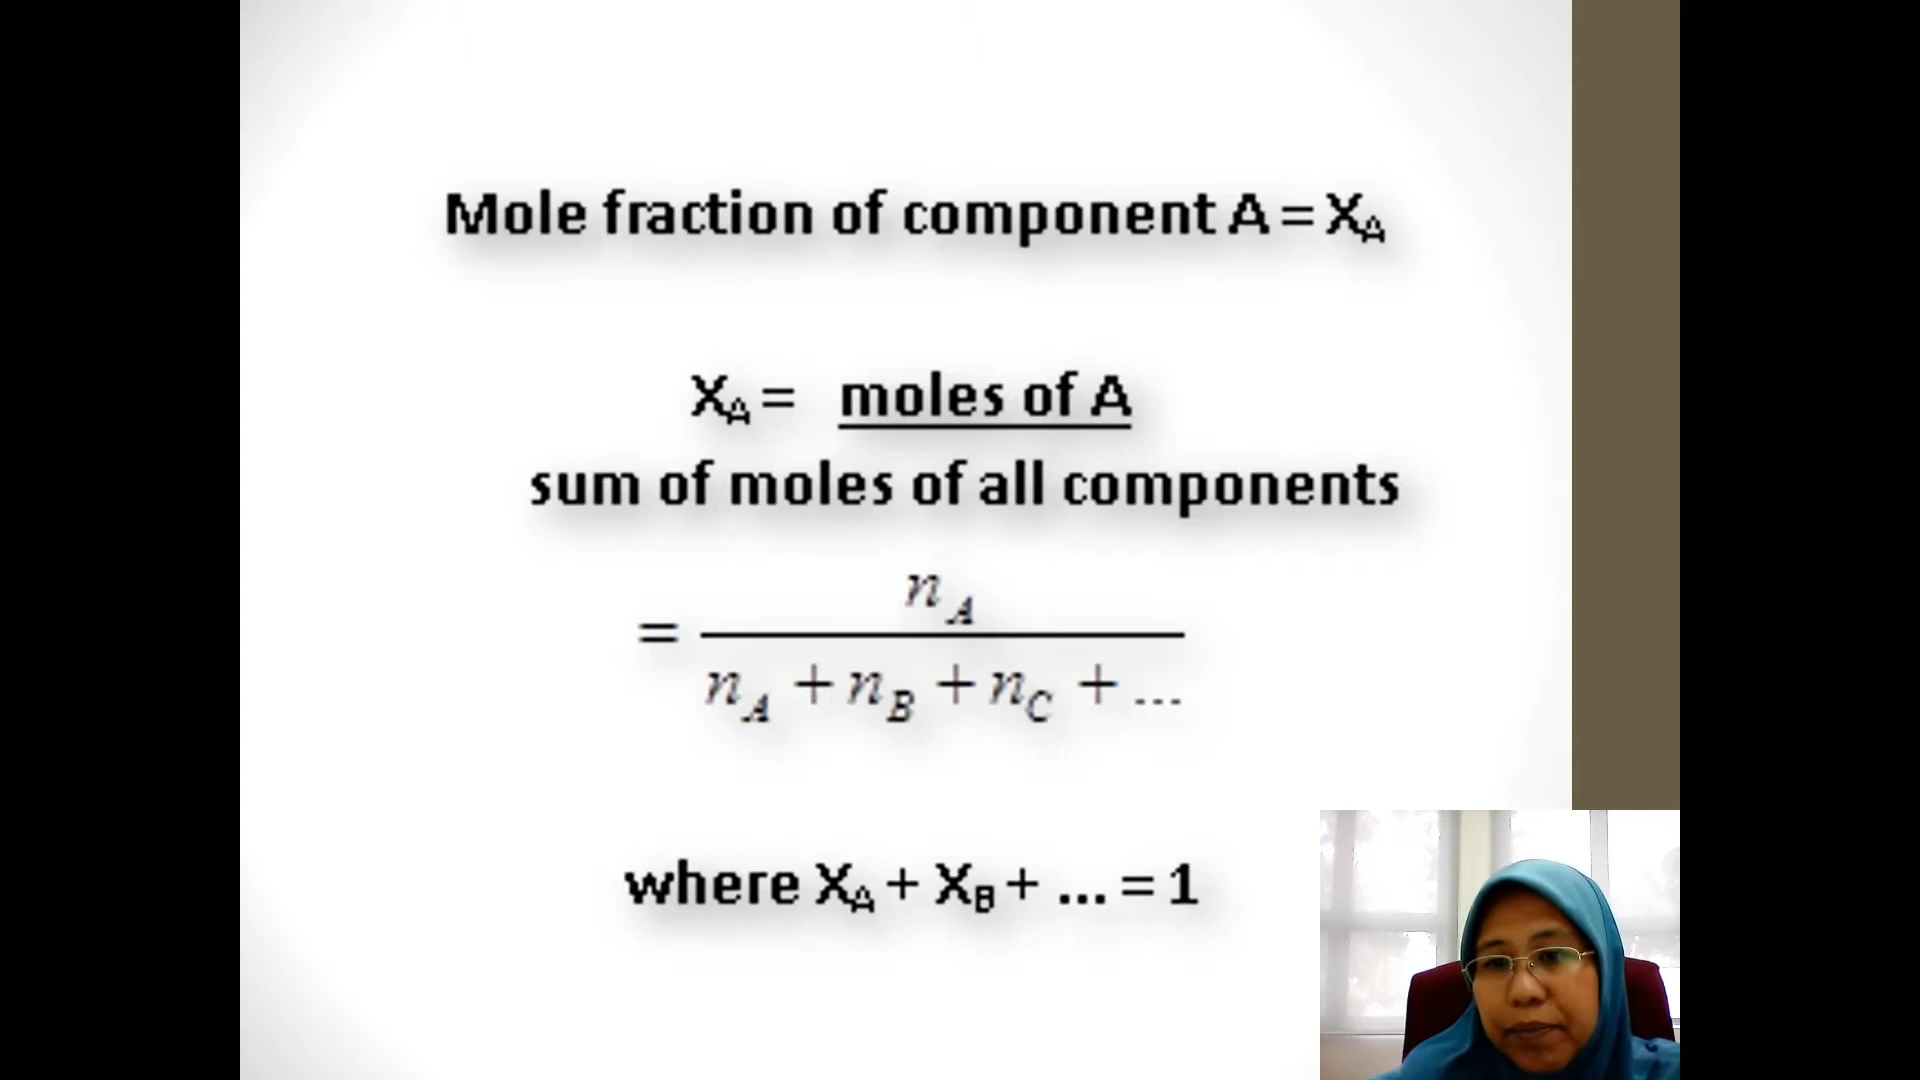 Mole fraction of component A = X_A
X_A = moles of A
sum of moles of all components
= n_A / n_A + n_B + n_C + ...
where X_A + X_B + ... = 1